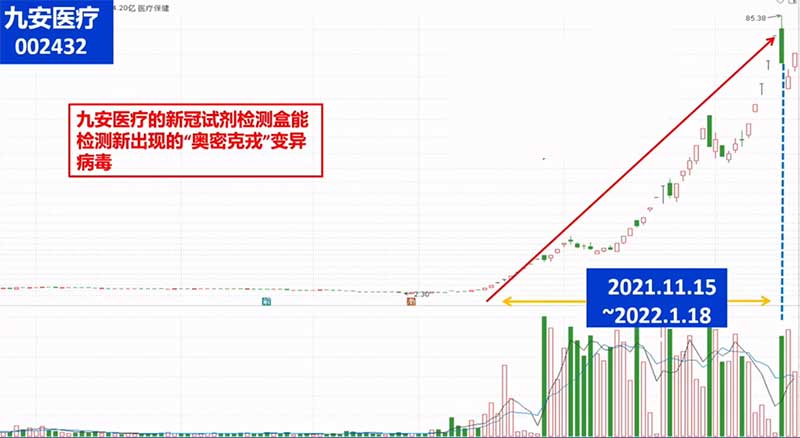 九安医疗
002432
4.20亿 医疗保健
85.38
九安医疗的新冠试剂检测盒能
检测新出现的“奥密克戎”变异
病毒
2.30
2021.11.15
~2022.1.18